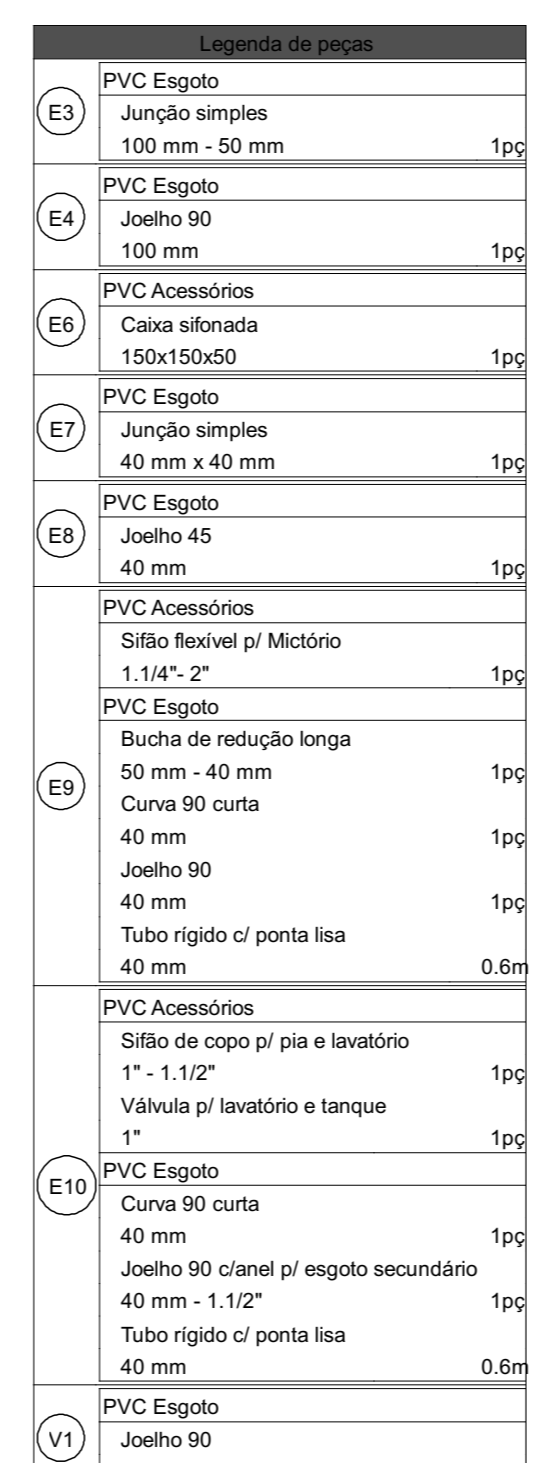 Legenda de peças
E3
PVC Esgoto
Junção simples
100 mm - 50 mm 1pç
E4
PVC Esgoto
Joelho 90
100 mm 1pç
E6
PVC Acessórios
Caixa sifonada
150x150x50 1pç
E7
PVC Esgoto
Junção simples
40 mm x 40 mm 1pç
E8
PVC Esgoto
Joelho 45
40 mm 1pç
E9
PVC Acessórios
Sifão flexível p/ Mictório
1.1/4"- 2" 1pç
PVC Esgoto
Bucha de redução longa
50 mm - 40 mm 1pç
Curva 90 curta
40 mm 1pç
Joelho 90
40 mm 1pç
Tubo rígido c/ ponta lisa
40 mm 0.6m
E10
PVC Acessórios
Sifão de copo p/ pia e lavatório
1" - 1.1/2" 1pç
Válvula p/ lavatório e tanque
1" 1pç
PVC Esgoto
Curva 90 curta
40 mm 1pç
Joelho 90 c/anel p/ esgoto secundário
40 mm - 1.1/2" 1pç
Tubo rígido c/ ponta lisa
40 mm 0.6m
V1
PVC Esgoto
Joelho 90